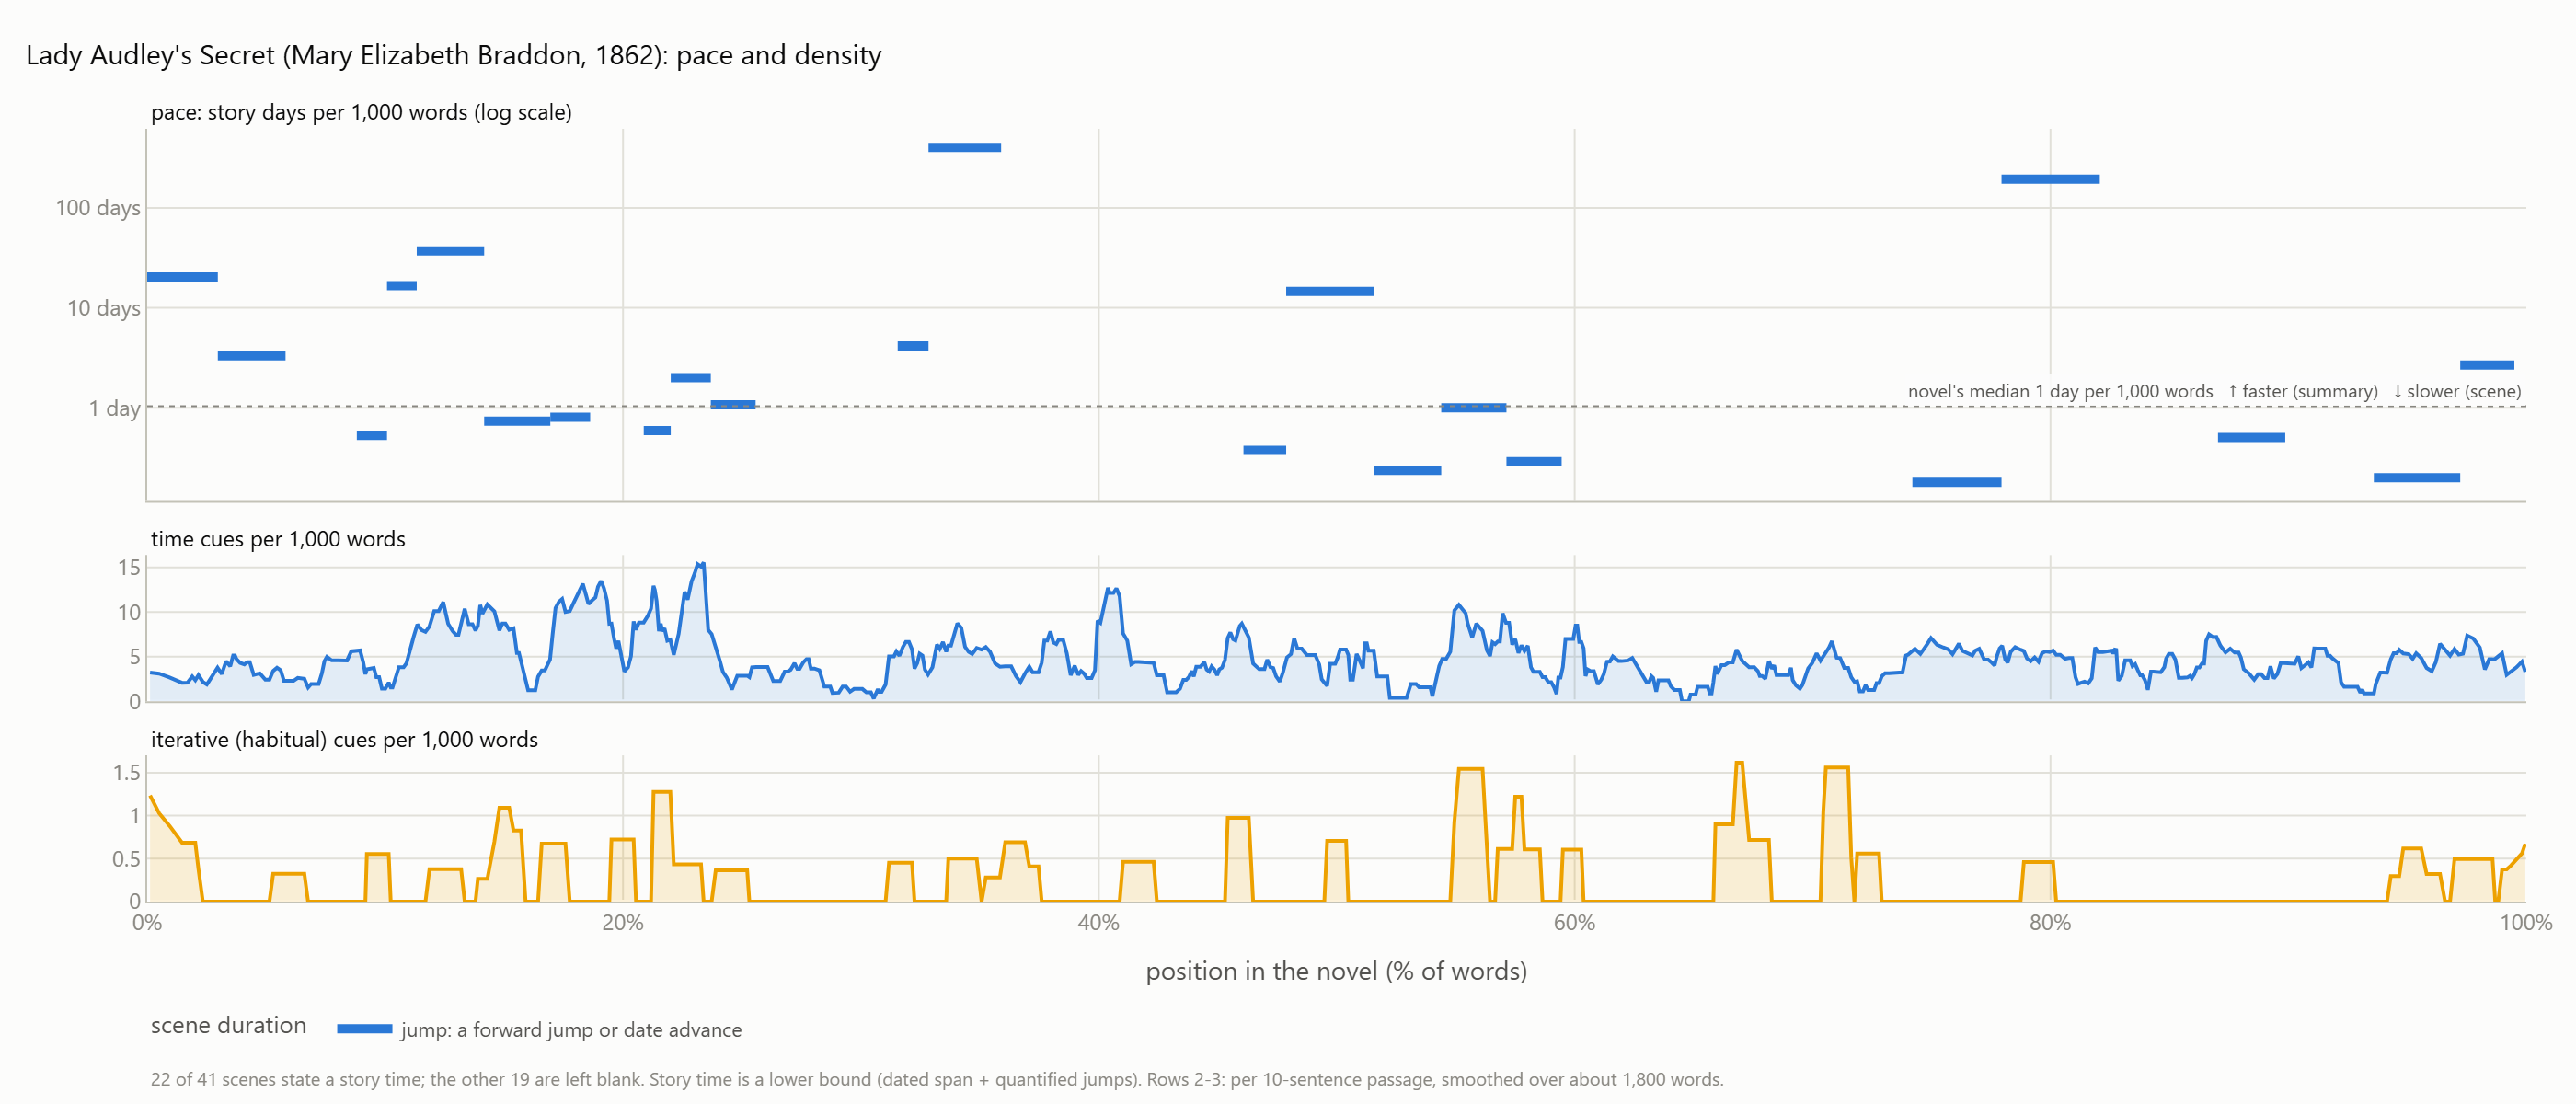 Lady Audley's Secret (Mary Elizabeth Braddon, 1862): pace and density
pace: story days per 1,000 words (log scale)
100 days
10 days
1 day
novel's median 1 day per 1,000 words ↑ faster (summary) ↓ slower (scene)
time cues per 1,000 words
15
10
5
0
iterative (habitual) cues per 1,000 words
1.5
1
0.5
0
0% 20% 40% 60% 80% 100%
position in the novel (% of words)
scene duration jump: a forward jump or date advance
22 of 41 scenes state a story time; the other 19 are left blank. Story time is a lower bound (dated span + quantified jumps). Rows 2-3: per 10-sentence passage, smoothed over about 1,800 words.